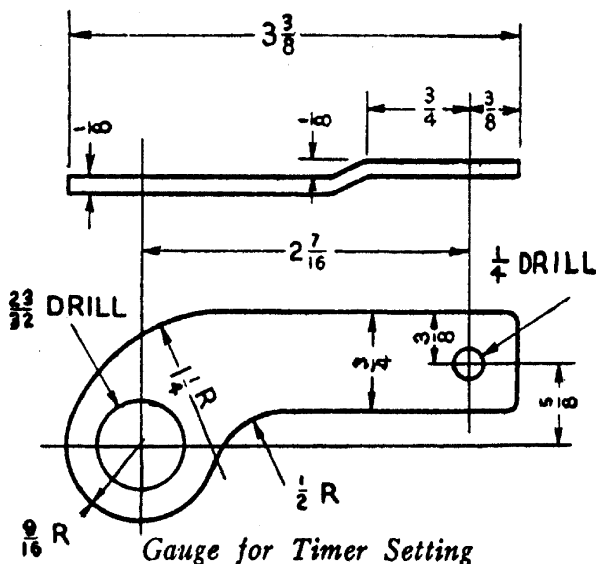 3 3/8
3/4 3/8
1/8 1/8
2 7/16
1/4 DRILL
23/32 DRILL
3/8
3/4
1 1/4 R
5/8
1/2 R
9/16 R
Gauge for Timer Setting